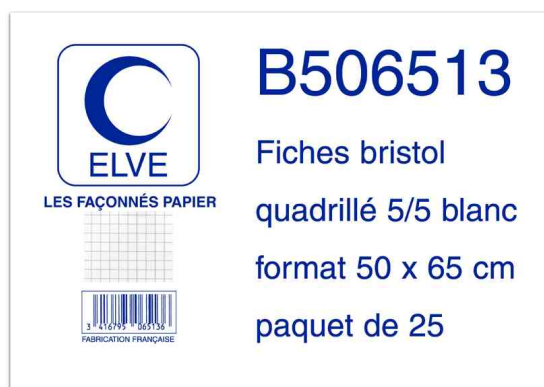 ELVE
LES FAÇONNÉS PAPIER
3 416795 065136
FABRICATION FRANÇAISE
B506513
Fiches bristol
quadrillé 5/5 blanc
format 50 x 65 cm
paquet de 25